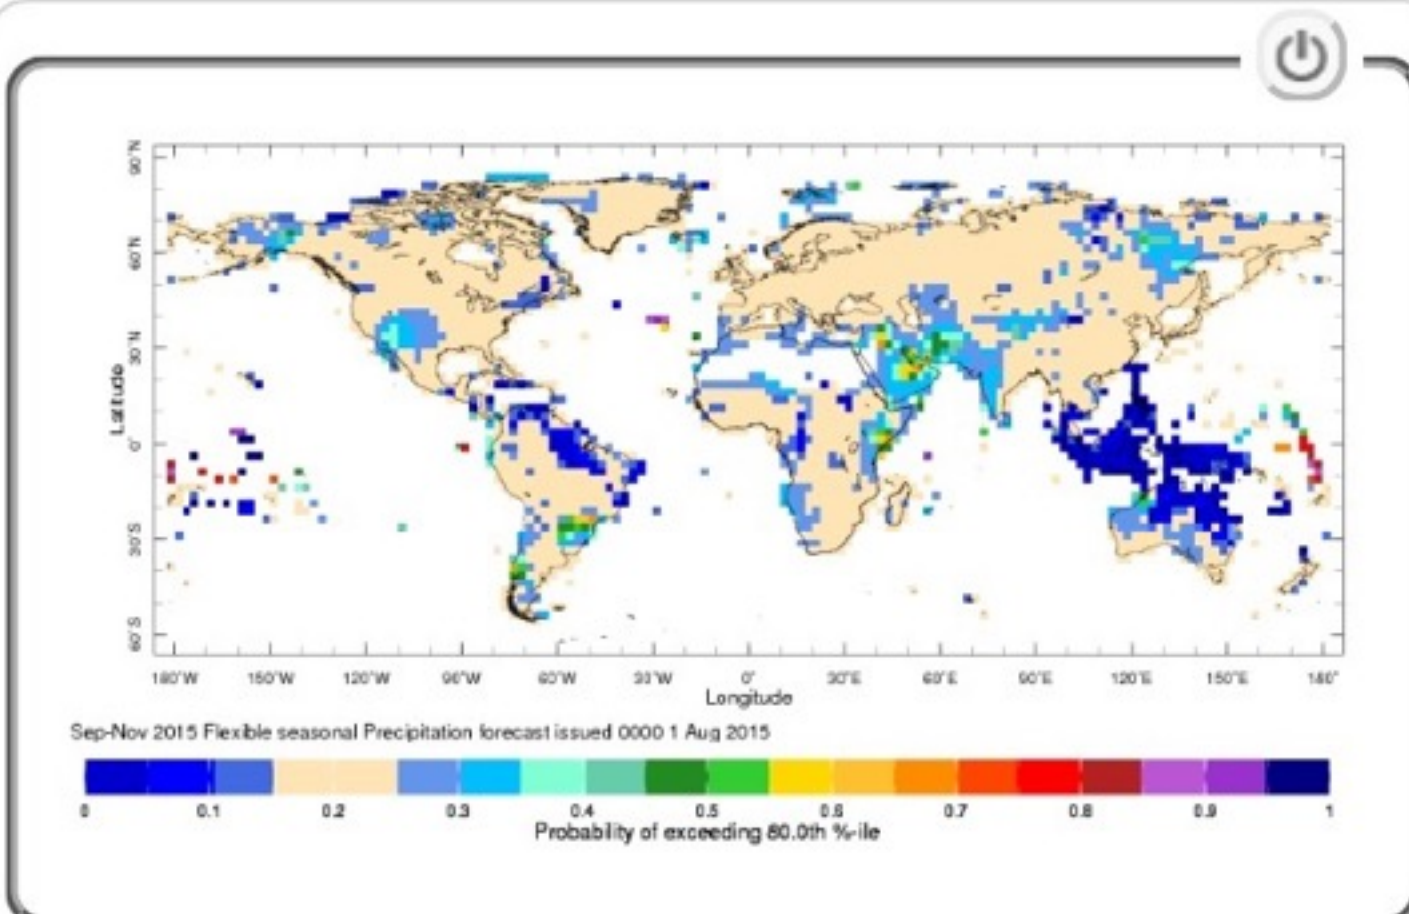 90°N
60°N
30°N
0°
30°S
60°S
Latitude
180°W 150°W 120°W 90°W 60°W 30°W 0° 30°E 60°E 90°E 120°E 150°E 180°
Longitude
Sep-Nov 2015 Flexible seasonal Precipitation forecast issued 0000 1 Aug 2015
0 0.1 0.2 0.3 0.4 0.5 0.6 0.7 0.8 0.9 1
Probability of exceeding 80.0th %-ile